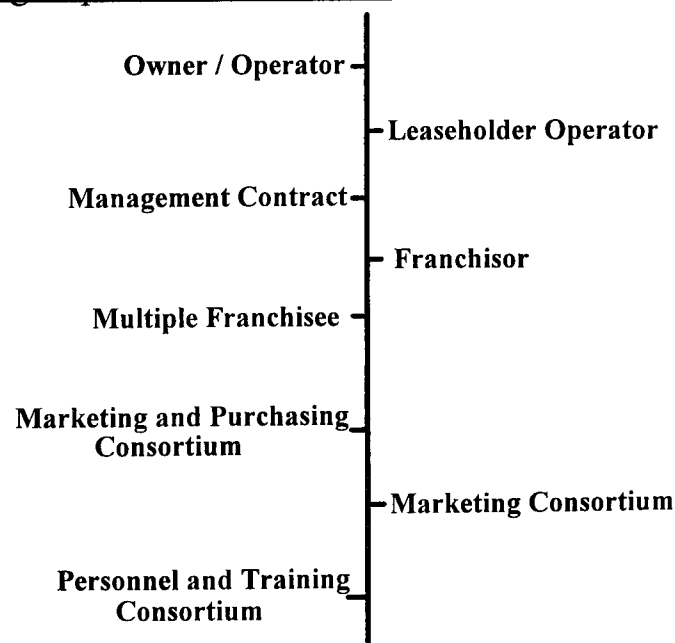 Owner / Operator
Leaseholder Operator
Management Contract
Franchisor
Multiple Franchisee
Marketing and Purchasing
Consortium
Marketing Consortium
Personnel and Training
Consortium